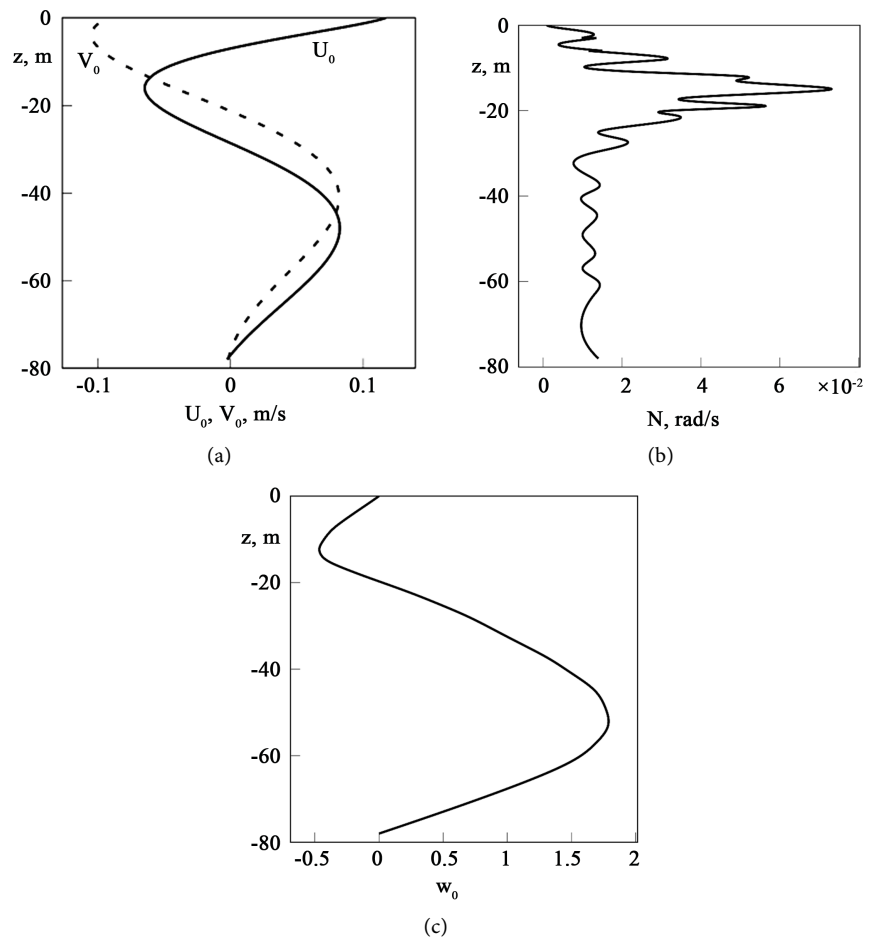 0
z, m
-20
-40
-60
-80
V₀
U₀
-0.1 0 0.1
U₀, V₀, m/s
(a)
0
z, m
-20
-40
-60
-80
0 2 4 6 ×10⁻²
N, rad/s
(b)
0
z, m
-20
-40
-60
-80
-0.5 0 0.5 1 1.5 2
w₀
(c)